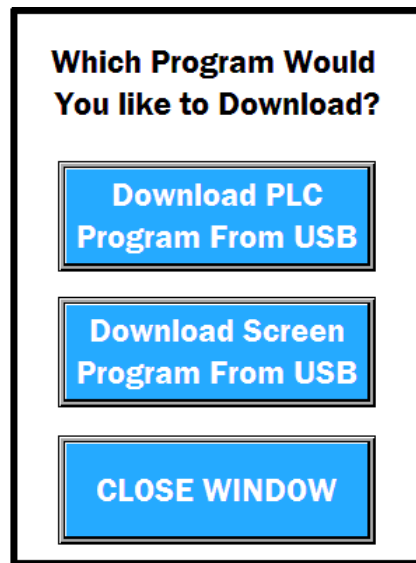 Which Program Would
You like to Download?
Download PLC
Program From USB
Download Screen
Program From USB
CLOSE WINDOW